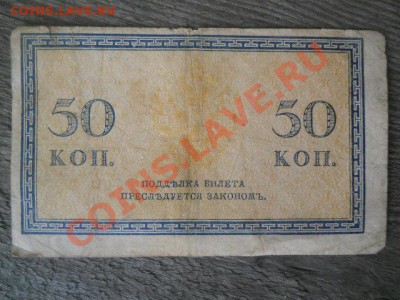 COINS.LAVE.RU
50 50
КОП. КОП.
ПОДДѢЛКА БИЛЕТА
ПРЕСЛѢДУЕТСЯ ЗАКОНОМЪ.
COINS.LAVE.RU